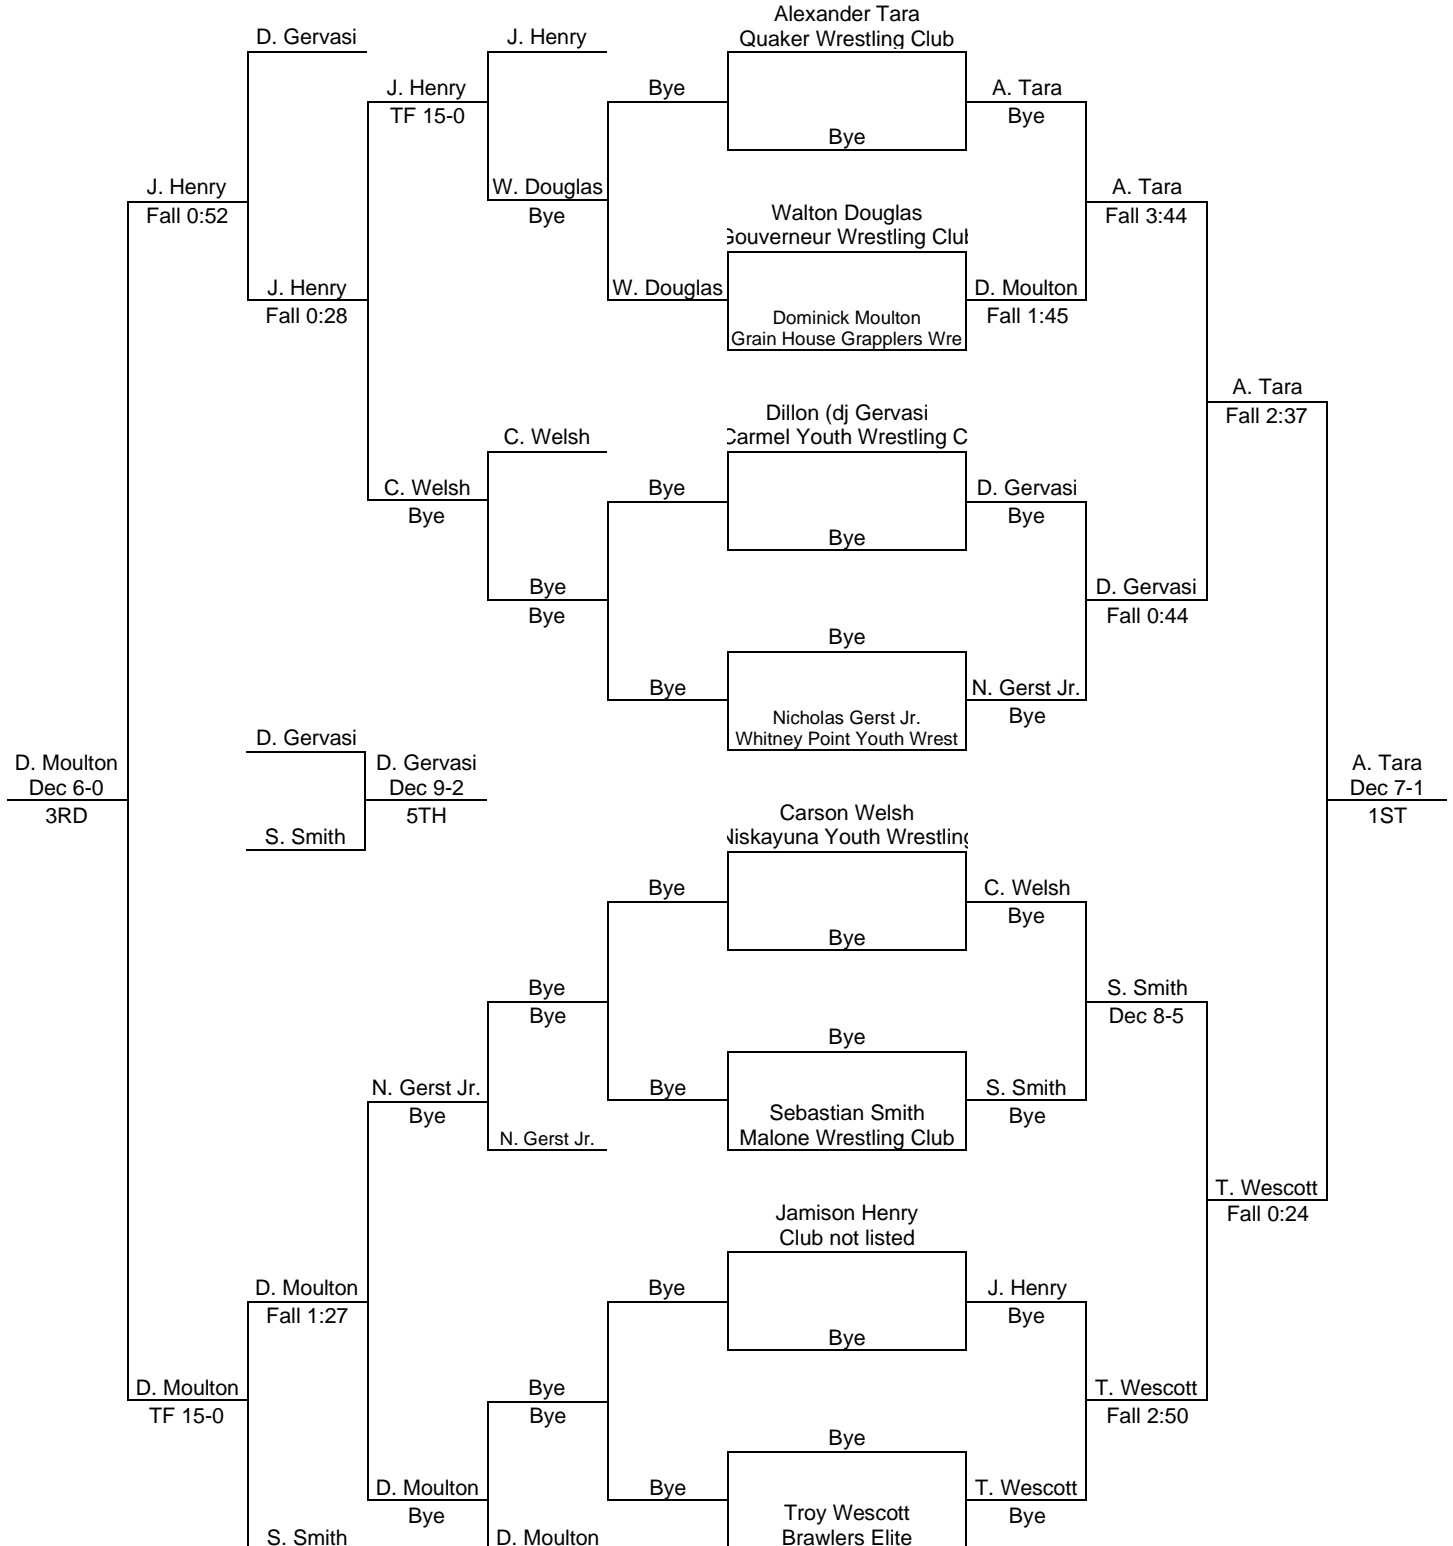 Alexander Tara
D. Gervasi
J. Henry
Quaker Wrestling Club
J. Henry
Bye
A. Tara
TF 15-0
Bye
Bye
J. Henry
W. Douglas
A. Tara
Fall 0:52
Bye
Walton Douglas
Fall 3:44
Gouverneur Wrestling Club
J. Henry
W. Douglas
D. Moulton
Fall 0:28
Dominick Moulton
Fall 1:45
Grain House Grapplers Wre
A. Tara
Dillon (dj Gervasi
Fall 2:37
C. Welsh
Carmel Youth Wrestling C
C. Welsh
Bye
D. Gervasi
Bye
Bye
Bye
Bye
D. Gervasi
Bye
Fall 0:44
Bye
Bye
N. Gerst Jr.
Nicholas Gerst Jr.
Bye
D. Gervasi
Whitney Point Youth Wrest
D. Moulton
D. Gervasi
A. Tara
Dec 6-0
Dec 9-2
Dec 7-1
3RD
5TH
Carson Welsh
1ST
S. Smith
Niskayuna Youth Wrestling
Bye
C. Welsh
Bye
Bye
Bye
S. Smith
Bye
Dec 8-5
Bye
N. Gerst Jr.
Bye
S. Smith
Bye
Sebastian Smith
Bye
N. Gerst Jr.
Malone Wrestling Club
T. Wescott
Jamison Henry
Fall 0:24
Club not listed
D. Moulton
Bye
J. Henry
Fall 1:27
Bye
Bye
D. Moulton
Bye
T. Wescott
TF 15-0
Bye
Fall 2:50
Bye
D. Moulton
Bye
T. Wescott
Bye
Troy Wescott
Bye
S. Smith
D. Moulton
Brawlers Elite